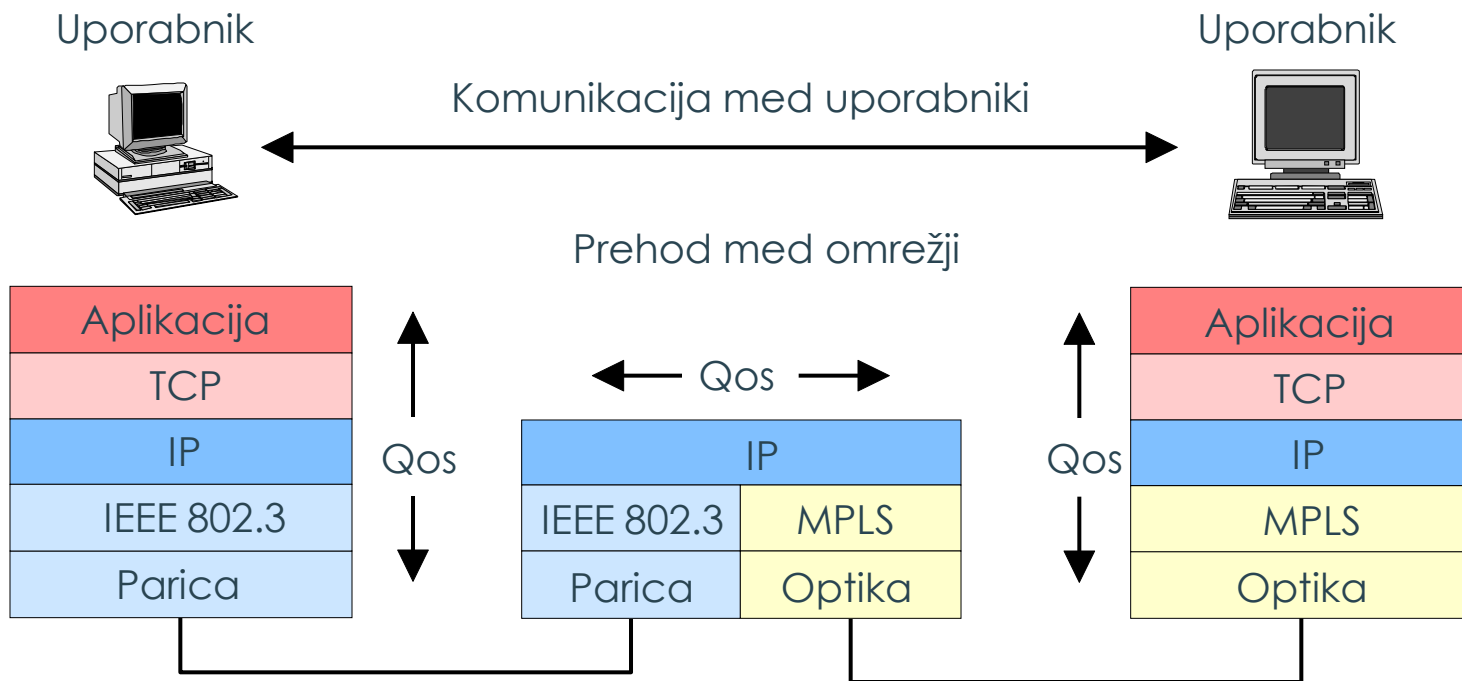 Uporabnik
Uporabnik
Komunikacija med uporabniki
Prehod med omrežji
Aplikacija
TCP
IP
IEEE 802.3
Parica
Qos
Qos
IP
IEEE 802.3
MPLS
Parica
Optika
Qos
Aplikacija
TCP
IP
MPLS
Optika